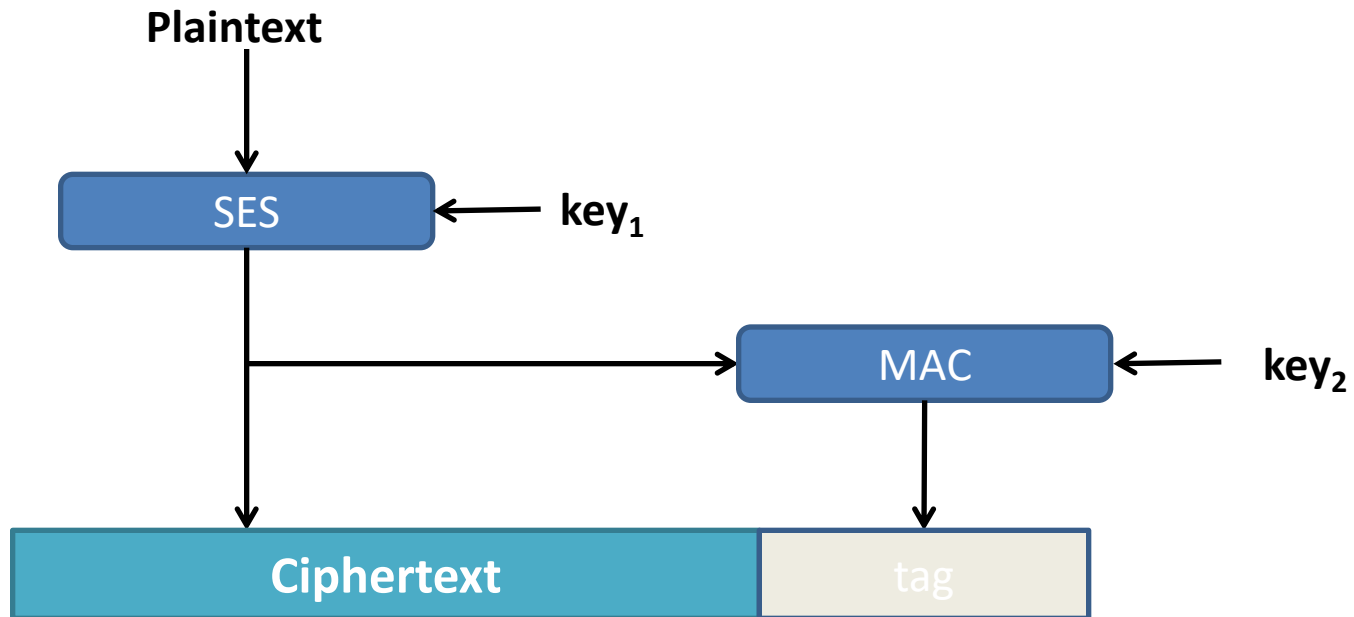 Plaintext
SES
key₁
MAC
key₂
Ciphertext
tag